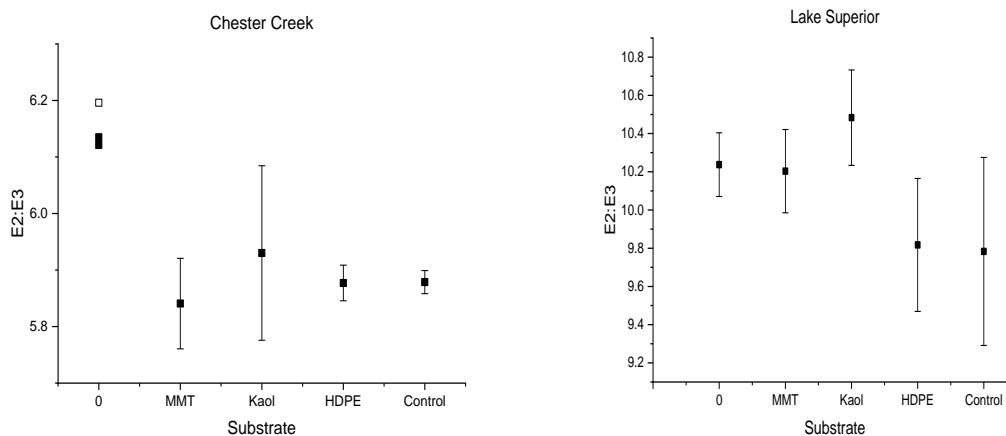 Chester Creek
6.2
6.0
5.8
E2:E3
0 MMT Kaol HDPE Control
Substrate
Lake Superior
10.8
10.6
10.4
10.2
10.0
9.8
9.6
9.4
9.2
E2:E3
0 MMT Kaol HDPE Control
Substrate